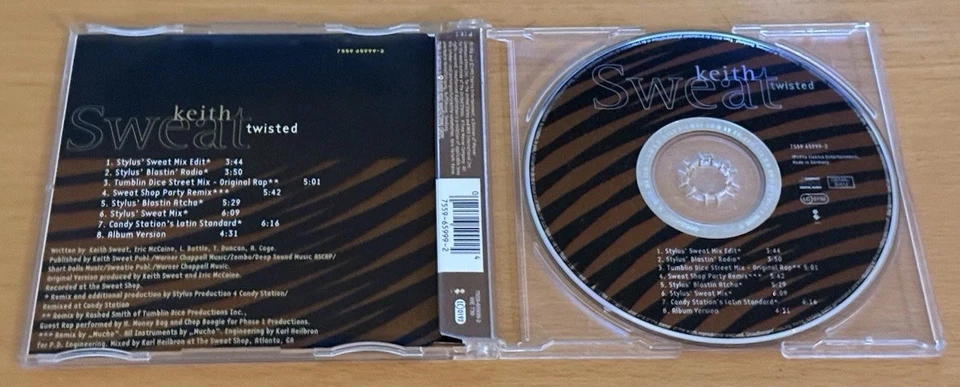 7559 65999-2
keith
Sweat twisted
1. Stylus' Sweat Mix Edit* 3:44
2. Stylus' Blastin' Radio* 3:50
3. Tumblin Dice Street Mix - Original Rap** 5:01
4. Sweat Shop Party Remix*** 5:42
5. Stylus' Blastin Atcha* 5:29
6. Stylus' Sweat Mix* 6:09
7. Candy Station's Latin Standard* 6:16
8. Album Version 4:31
Written by Keith Sweat, Eric McCaine, L. Battle, T. Duncan, R. Cage.
Published by Keith Sweat Publ./Warner Chappell Music/Zomba/Deep Sound Music ASCAP/
Short Dolls Music/Sweatie Publ./Warner Chappell Music.
Original Version produced by Keith Sweat and Eric McCaine.
Recorded at the Sweat Shop.
* Remix and additional production by Stylus Production 4 Candy Station/
Remixed at Candy Station
** Remix by Rashad Smith of Tumblin Dice Productions Inc.,
Guest Rap performed by K. Money Bag and Chop Boogie for Phase 1 Productions.
Remix by „Mucho“. All Instruments by „Mucho“. Engineering by Karl Heilbron
for P.D. Engineering. Mixed by Karl Heilbron at The Sweat Shop, Atlanta, GA
0 7559-65999-2 4
7559-65999-2
keith
Sweat twisted
7559 65999-2
Made in Germany
1. Stylus' Sweat Mix Edit* 3:44
2. Stylus' Blastin' Radio* 3:50
3. Tumblin Dice Street Mix - Original Rap** 5:01
4. Sweat Shop Party Remix*** 5:42
5. Stylus' Blastin Atcha* 5:29
6. Stylus' Sweat Mix* 6:09
7. Candy Station's Latin Standard* 6:16
8. Album Version 4:31